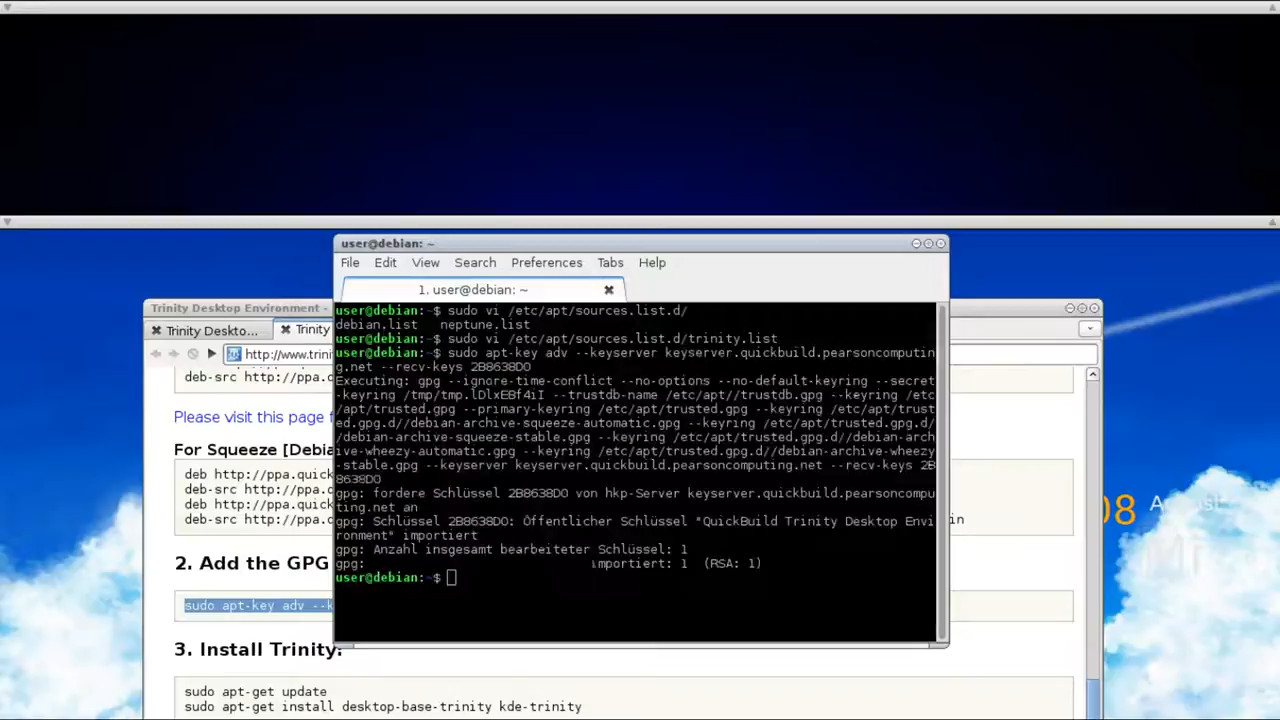 user@debian: ~
File Edit View Search Preferences Tabs Help
1. user@debian: ~
user@debian:~$ sudo vi /etc/apt/sources.list.d/
debian.list neptune.list
user@debian:~$ sudo vi /etc/apt/sources.list.d/trinity.list
user@debian:~$ sudo apt-key adv --keyserver keyserver.quickbuild.pearsoncomputin
g.net --recv-keys 2B8638D0
Executing: gpg --ignore-time-conflict --no-options --no-default-keyring --secret
-keyring /tmp/tmp.lDlxEBf4iI --trustdb-name /etc/apt//trustdb.gpg --keyring /etc
/apt/trusted.gpg --primary-keyring /etc/apt/trusted.gpg --keyring /etc/apt/trust
ed.gpg.d//debian-archive-squeeze-automatic.gpg --keyring /etc/apt/trusted.gpg.d/
/debian-archive-squeeze-stable.gpg --keyring /etc/apt/trusted.gpg.d//debian-arch
ive-wheezy-automatic.gpg --keyring /etc/apt/trusted.gpg.d//debian-archive-wheezy
-stable.gpg --keyserver keyserver.quickbuild.pearsoncomputing.net --recv-keys 2B
8638D0
gpg: fordere Schlüssel 2B8638D0 von hkp-Server keyserver.quickbuild.pearsoncompu
ting.net an
gpg: Schlüssel 2B8638D0: Öffentlicher Schlüssel "QuickBuild Trinity Desktop Envi
ronment" importiert
gpg: Anzahl insgesamt bearbeiteter Schlüssel: 1
gpg: importiert: 1 (RSA: 1)
user@debian:~$
Trinity Desktop Environment -
Trinity Deskto... Trinity
http://www.trini
deb-src http://ppa.
Please visit this page f
For Squeeze [Debia
deb http://ppa.quick
deb-src http://ppa.q
deb http://ppa.quick
deb-src http://ppa.q in
2. Add the GPG
sudo apt-key adv --k
3. Install Trinity:
sudo apt-get update
sudo apt-get install desktop-base-trinity kde-trinity
08